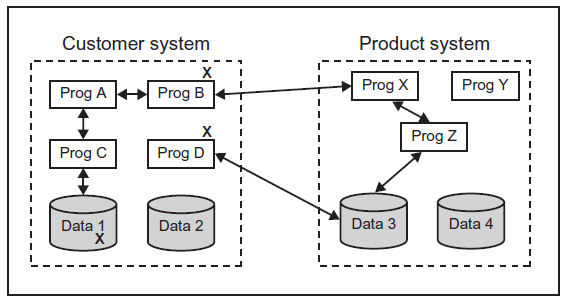 Customer system
Product system
X
Prog A
Prog B
Prog X
Prog Y
X
Prog Z
Prog C
Prog D
Data 1
X
Data 2
Data 3
Data 4